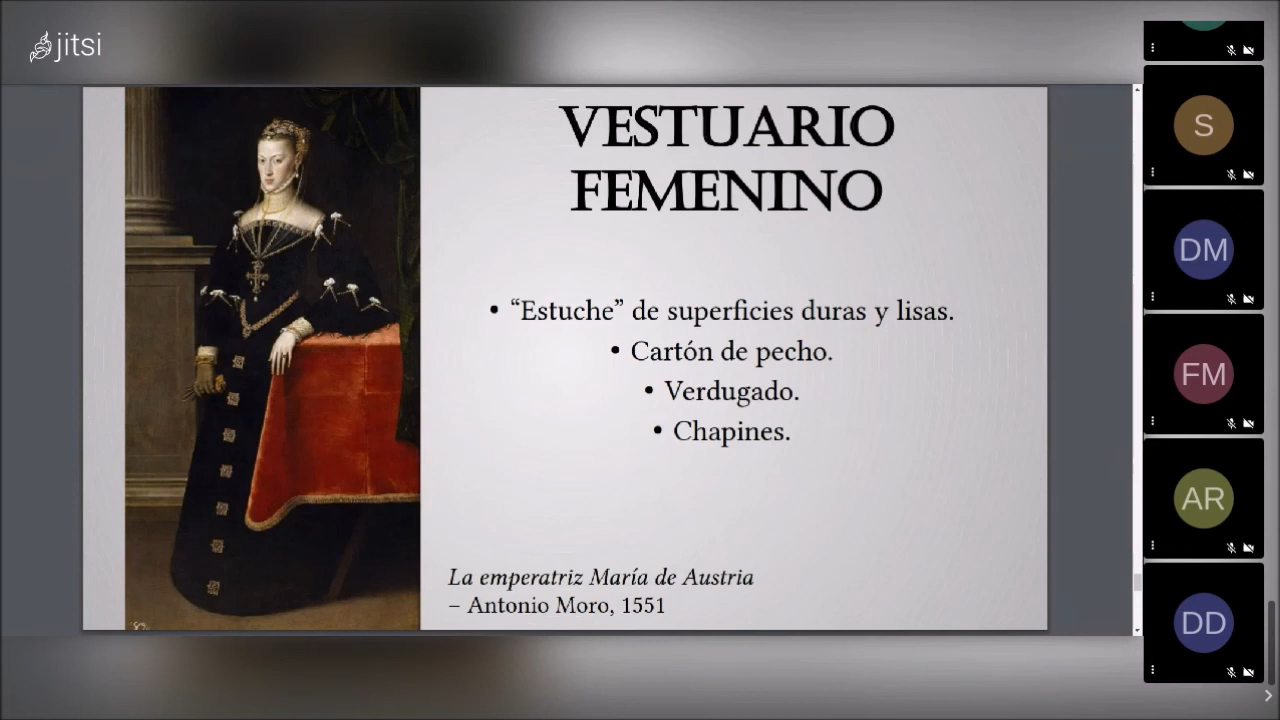 jitsi
VESTUARIO
FEMENINO
• “Estuche” de superficies duras y lisas.
• Cartón de pecho.
• Verdugado.
• Chapines.
La emperatriz María de Austria
– Antonio Moro, 1551
S
DM
FM
AR
DD